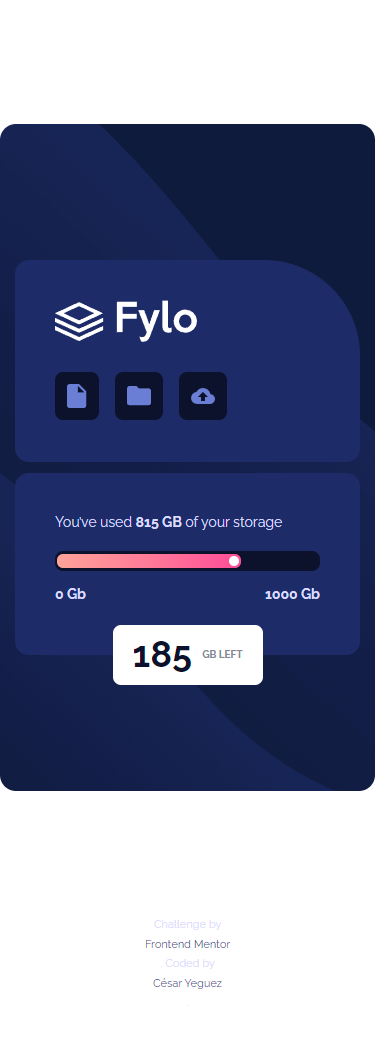 Fylo
You've used 815 GB of your storage
0 Gb 1000 Gb
185 GB LEFT
Challenge by
Frontend Mentor
. Coded by
César Yeguez
.